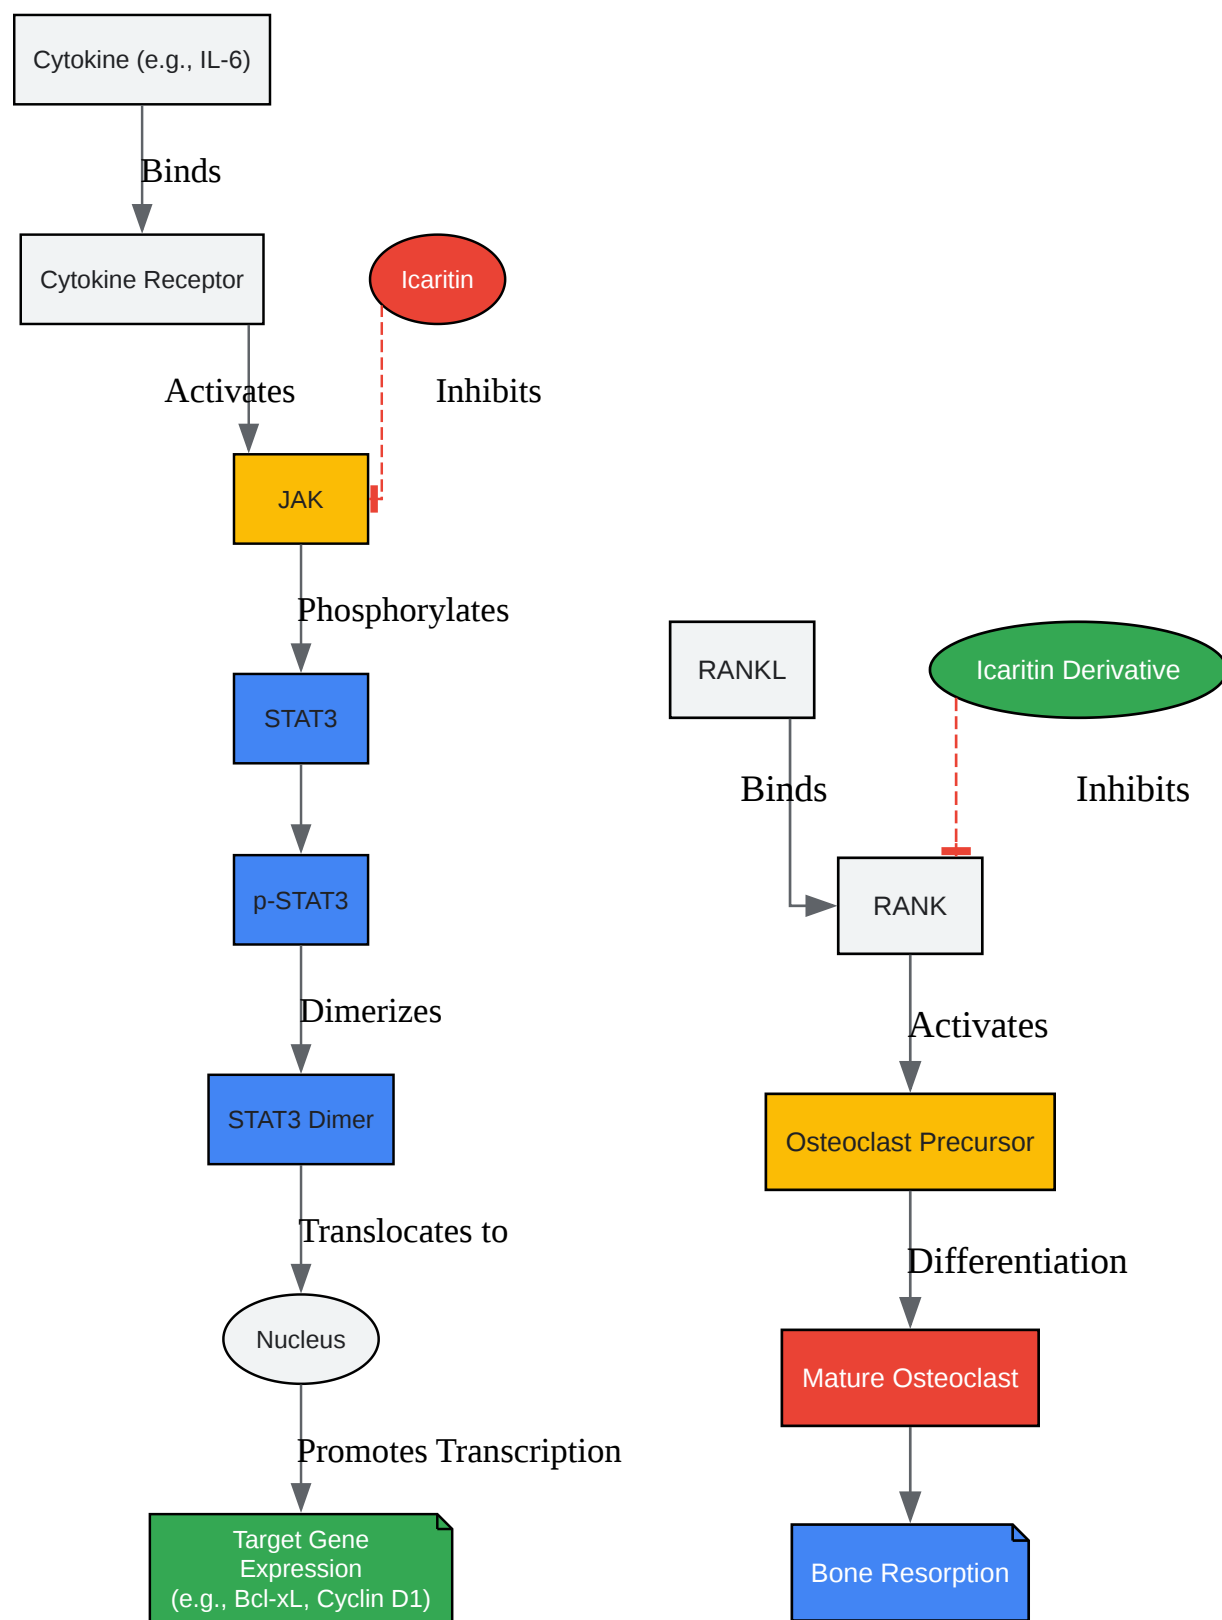 Cytokine (e.g., IL-6)
Binds
Cytokine Receptor
Icaritin
Activates
Inhibits
JAK
Phosphorylates
STAT3
p-STAT3
Dimerizes
STAT3 Dimer
Translocates to
Nucleus
Promotes Transcription
Target Gene
Expression
(e.g., Bcl-xL, Cyclin D1)
RANKL
Icaritin Derivative
Binds
Inhibits
RANK
Activates
Osteoclast Precursor
Differentiation
Mature Osteoclast
Bone Resorption